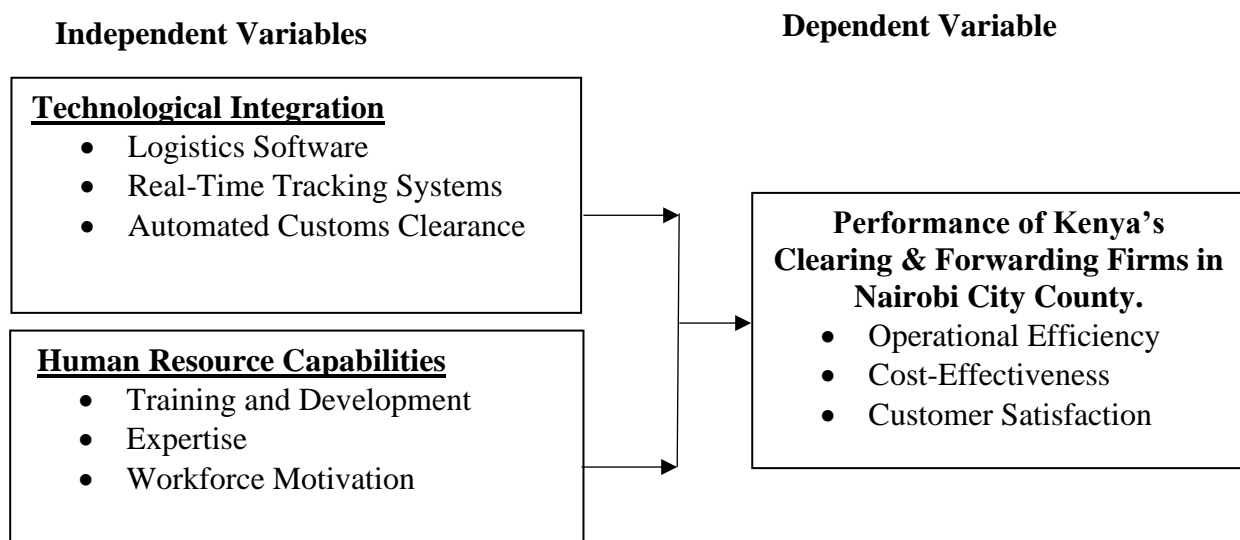 Independent Variables
Dependent Variable
Technological Integration
• Logistics Software
• Real-Time Tracking Systems
• Automated Customs Clearance
Human Resource Capabilities
• Training and Development
• Expertise
• Workforce Motivation
Performance of Kenya’s
Clearing & Forwarding Firms in
Nairobi City County.
• Operational Efficiency
• Cost-Effectiveness
• Customer Satisfaction